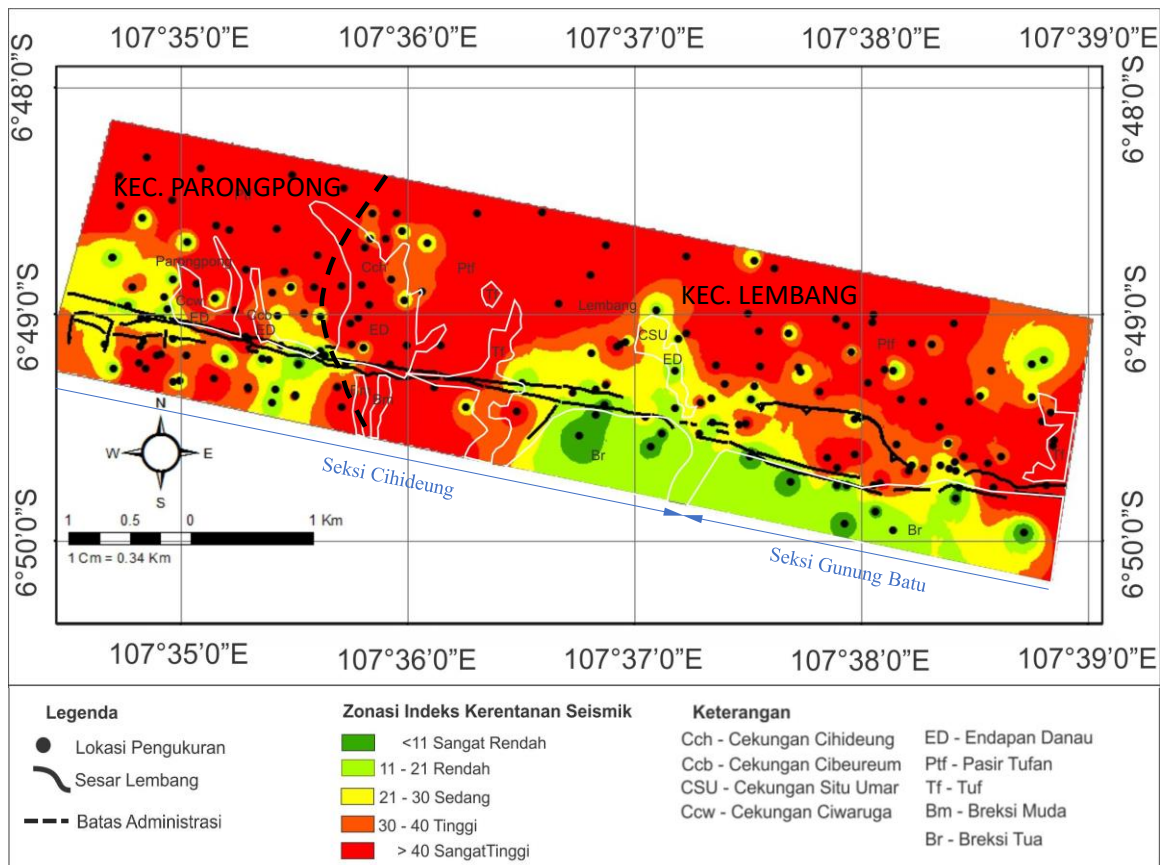 107°35'0"E 107°36'0"E 107°37'0"E 107°38'0"E 107°39'0"E
6°48'0"S
6°48'0"S
KEC. PARONGPONG
Parongpong
Ccw
ED
Ccb
ED
Cch
ED
Ptf
Tf
Bm
Lembang
KEC. LEMBANG
CSU
ED
Ptf
Tf
Br
Br
6°49'0"S
6°49'0"S
N
W E
S
Seksi Cihideung
Seksi Gunung Batu
1 0.5 0 1 Km
1 Cm = 0.34 Km
6°50'0"S
6°50'0"S
107°35'0"E 107°36'0"E 107°37'0"E 107°38'0"E 107°39'0"E
Legenda
Lokasi Pengukuran
Sesar Lembang
Batas Administrasi
Zonasi Indeks Kerentanan Seismik
<11 Sangat Rendah
11 - 21 Rendah
21 - 30 Sedang
30 - 40 Tinggi
> 40 SangatTinggi
Keterangan
Cch - Cekungan Cihideung
Ccb - Cekungan Cibeureum
CSU - Cekungan Situ Umar
Ccw - Cekungan Ciwaruga
ED - Endapan Danau
Ptf - Pasir Tufan
Tf - Tuf
Bm - Breksi Muda
Br - Breksi Tua